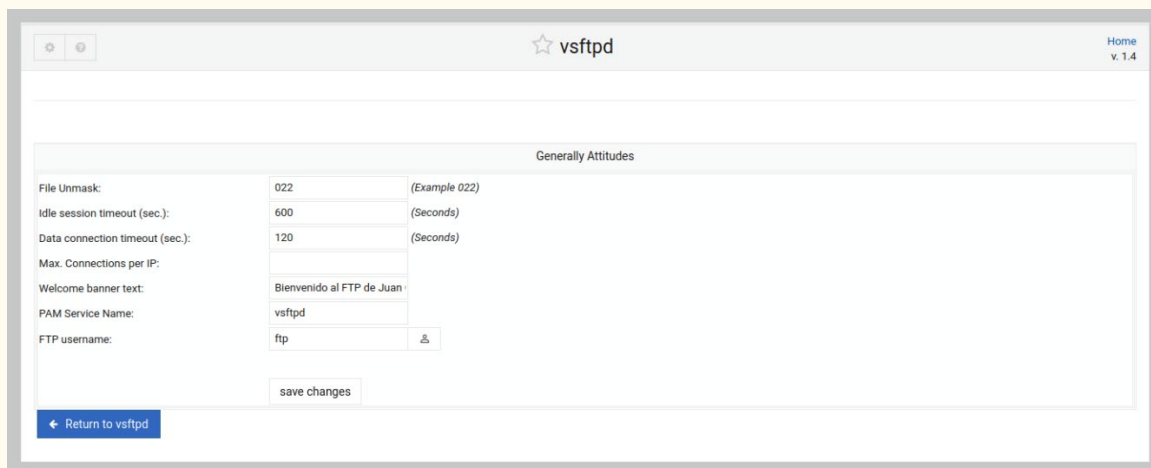 vsftpd
Home
v. 1.4
Generally Attitudes
File Unmask: 022 (Example 022)
Idle session timeout (sec.): 600 (Seconds)
Data connection timeout (sec.): 120 (Seconds)
Max. Connections per IP:
Welcome banner text: Bienvenido al FTP de Juan
PAM Service Name: vsftpd
FTP username: ftp
save changes
Return to vsftpd